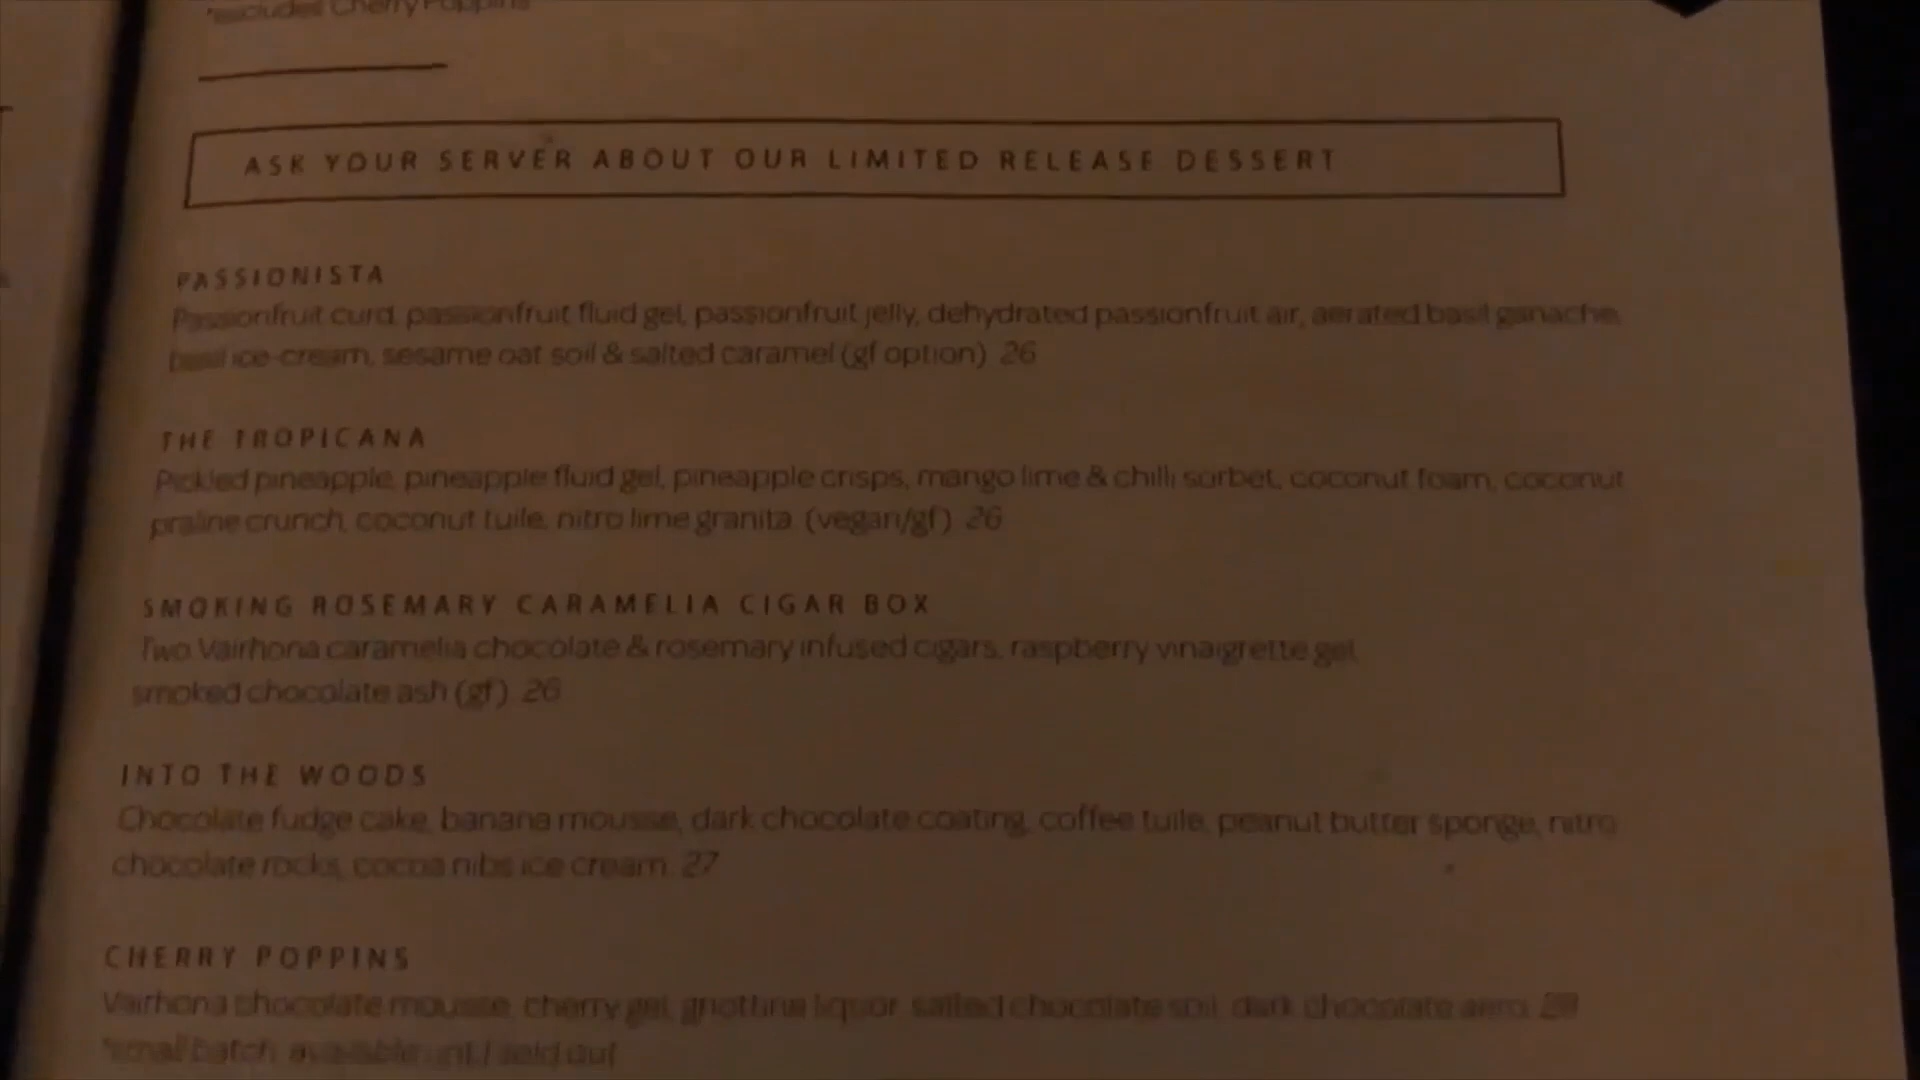 *excludes Cherry Poppins
ASK YOUR SERVER ABOUT OUR LIMITED RELEASE DESSERT
PASSIONISTA
Passionfruit curd, passionfruit fluid gel, passionfruit jelly, dehydrated passionfruit air, aerated basil ganache,
basil ice-cream, sesame oat soil & salted caramel (gf option) 26
THE TROPICANA
Pickled pineapple, pineapple fluid gel, pineapple crisps, mango lime & chilli sorbet, coconut foam, coconut
praline crunch, coconut tuile, nitro lime granita (vegan/gf) 26
SMOKING ROSEMARY CARAMELIA CIGAR BOX
Two Vairhona caramelia chocolate & rosemary infused cigars, raspberry vinaigrette gel,
smoked chocolate ash (gf) 26
INTO THE WOODS
Chocolate fudge cake, banana mousse, dark chocolate coating, coffee tuile, peanut butter sponge, nitro
chocolate rocks, cocoa nibs ice cream 27
CHERRY POPPINS
Vairhona chocolate mousse, cherry gel, griottine liquor, salted chocolate soil, dark chocolate aero
*small batch, available until sold out